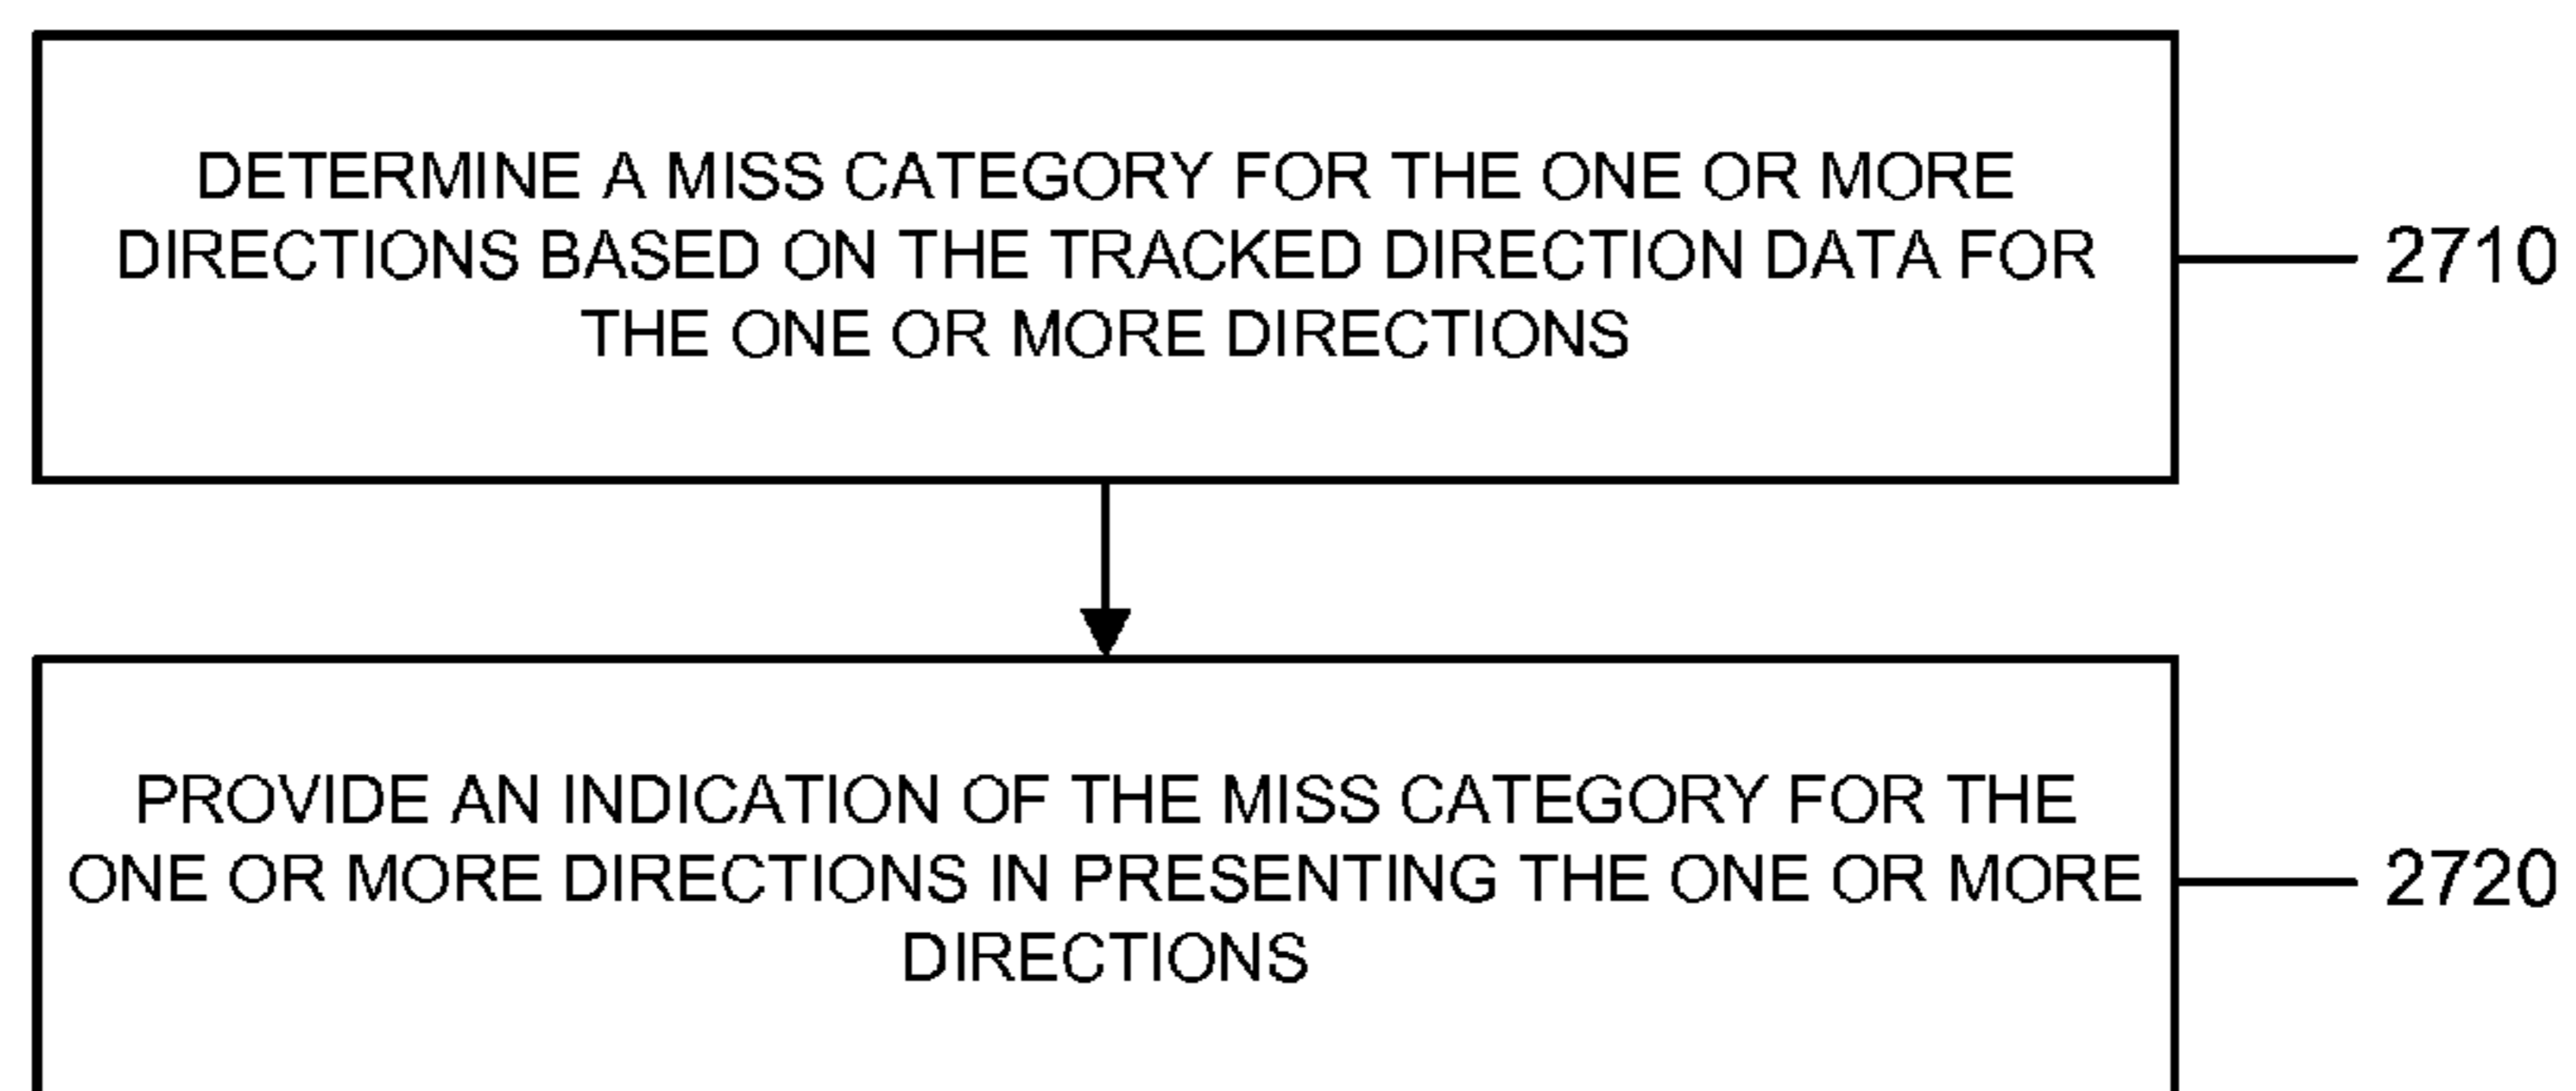 DETERMINE A MISS CATEGORY FOR THE ONE OR MORE
DIRECTIONS BASED ON THE TRACKED DIRECTION DATA FOR
THE ONE OR MORE DIRECTIONS
2710
PROVIDE AN INDICATION OF THE MISS CATEGORY FOR THE
ONE OR MORE DIRECTIONS IN PRESENTING THE ONE OR MORE
DIRECTIONS
2720